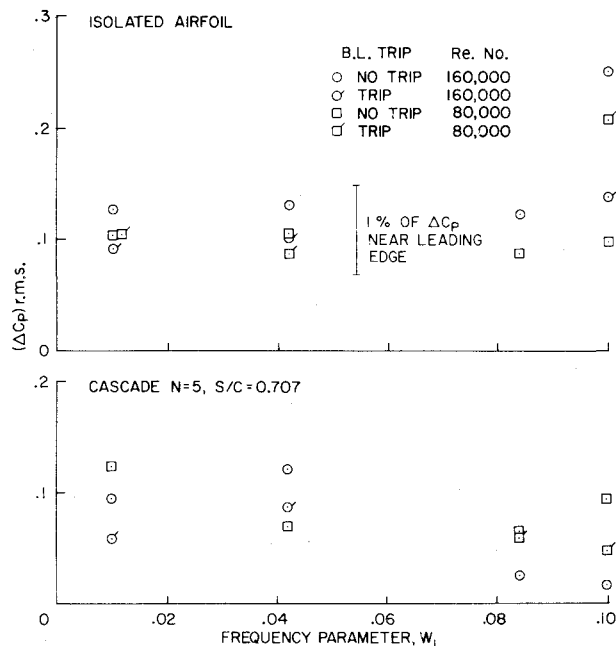 ISOLATED AIRFOIL
B.L. TRIP Re. No.
NO TRIP 160,000
TRIP 160,000
NO TRIP 80,000
TRIP 80,000
.3
.2
.1
0
1 % OF ΔCp
NEAR LEADING
EDGE
(ΔCp) r.m.s.
CASCADE N=5, S/C=0.707
.2
.1
0
0 .02 .04 .06 .08 .10
FREQUENCY PARAMETER, Wi